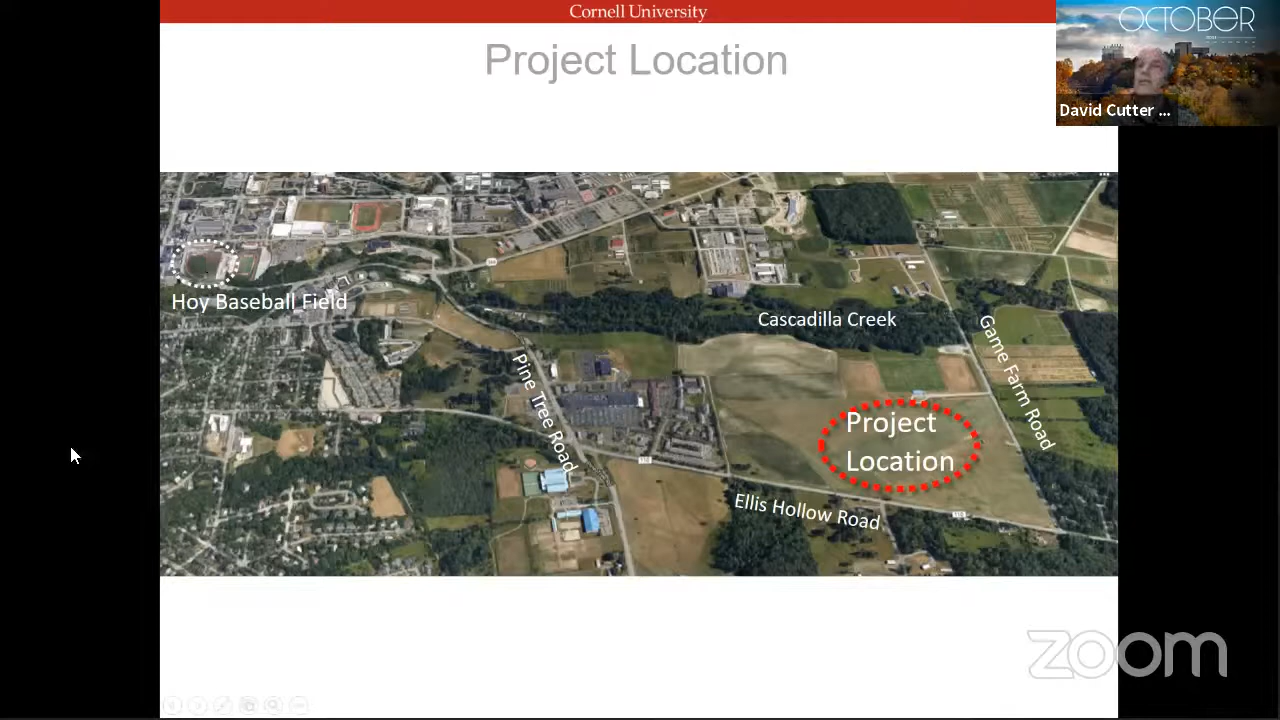 Cornell University
Project Location
OCTOBER
David Cutter ...
Hoy Baseball Field
Cascadilla Creek
Game Farm Road
Pine Tree Road
Project
Location
Ellis Hollow Road
zoom